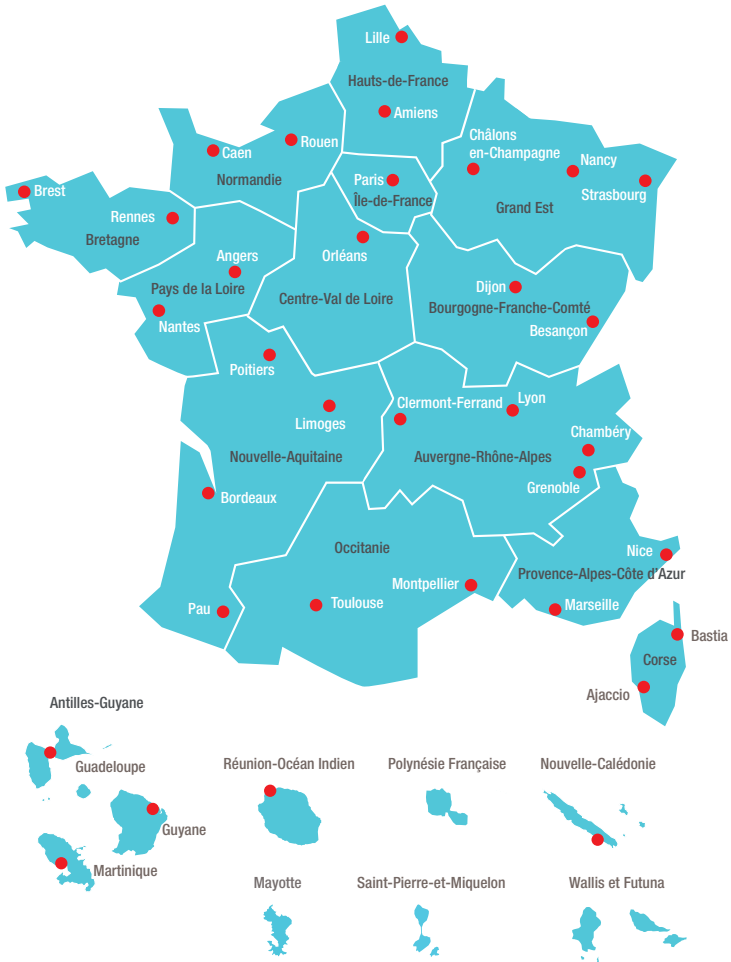 Lille
Hauts-de-France
Amiens
Châlons
en-Champagne
Rouen
Caen
Nancy
Normandie
Paris
Strasbourg
Brest
Île-de-France
Grand Est
Rennes
Bretagne
Angers
Orléans
Pays de la Loire
Dijon
Centre-Val de Loire
Bourgogne-Franche-Comté
Nantes
Besançon
Poitiers
Clermont-Ferrand
Lyon
Limoges
Chambéry
Nouvelle-Aquitaine
Auvergne-Rhône-Alpes
Grenoble
Bordeaux
Occitanie
Nice
Provence-Alpes-Côte d'Azur
Montpellier
Toulouse
Marseille
Pau
Bastia
Corse
Ajaccio
Antilles-Guyane
Guadeloupe
Réunion-Océan Indien
Polynésie Française
Nouvelle-Calédonie
Guyane
Martinique
Mayotte
Saint-Pierre-et-Miquelon
Wallis et Futuna